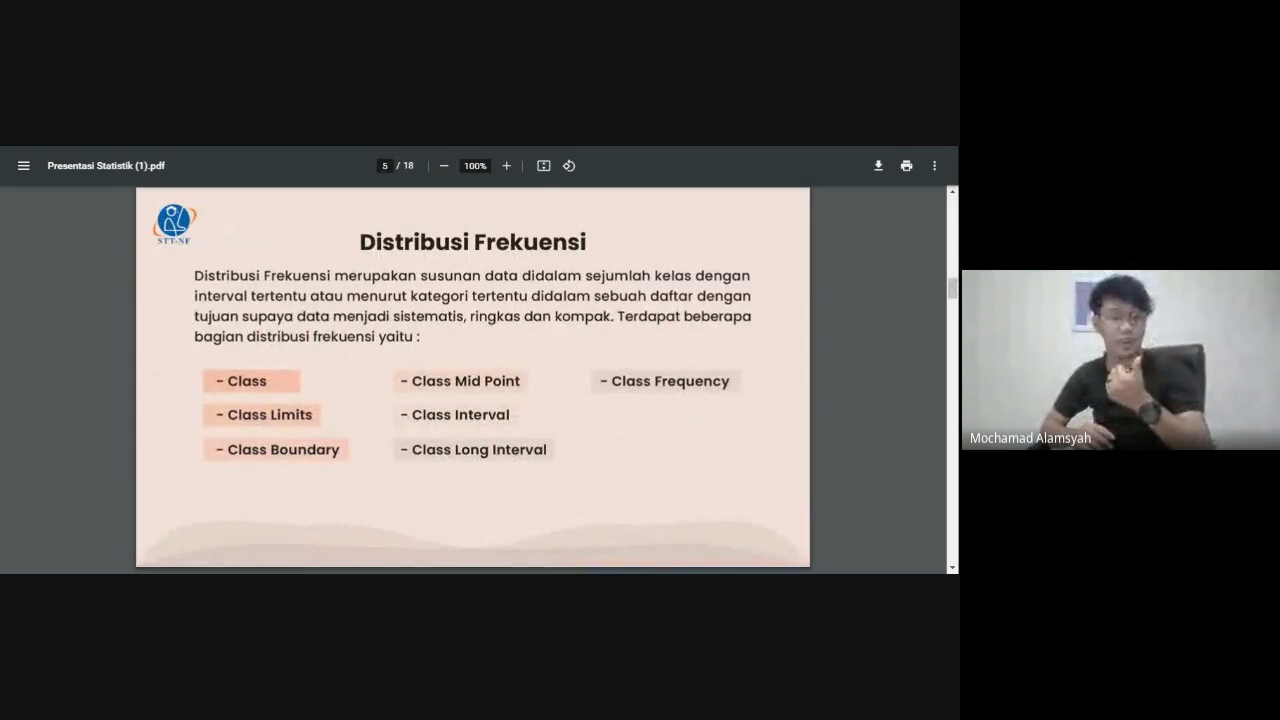 Presentasi Statistik (1).pdf
5 / 18
100%
STT-NF
Distribusi Frekuensi
Distribusi Frekuensi merupakan susunan data didalam sejumlah kelas dengan
interval tertentu atau menurut kategori tertentu didalam sebuah daftar dengan
tujuan supaya data menjadi sistematis, ringkas dan kompak. Terdapat beberapa
bagian distribusi frekuensi yaitu :
- Class
- Class Limits
- Class Boundary
- Class Mid Point
- Class Interval
- Class Long Interval
- Class Frequency
Mochamad Alamsyah